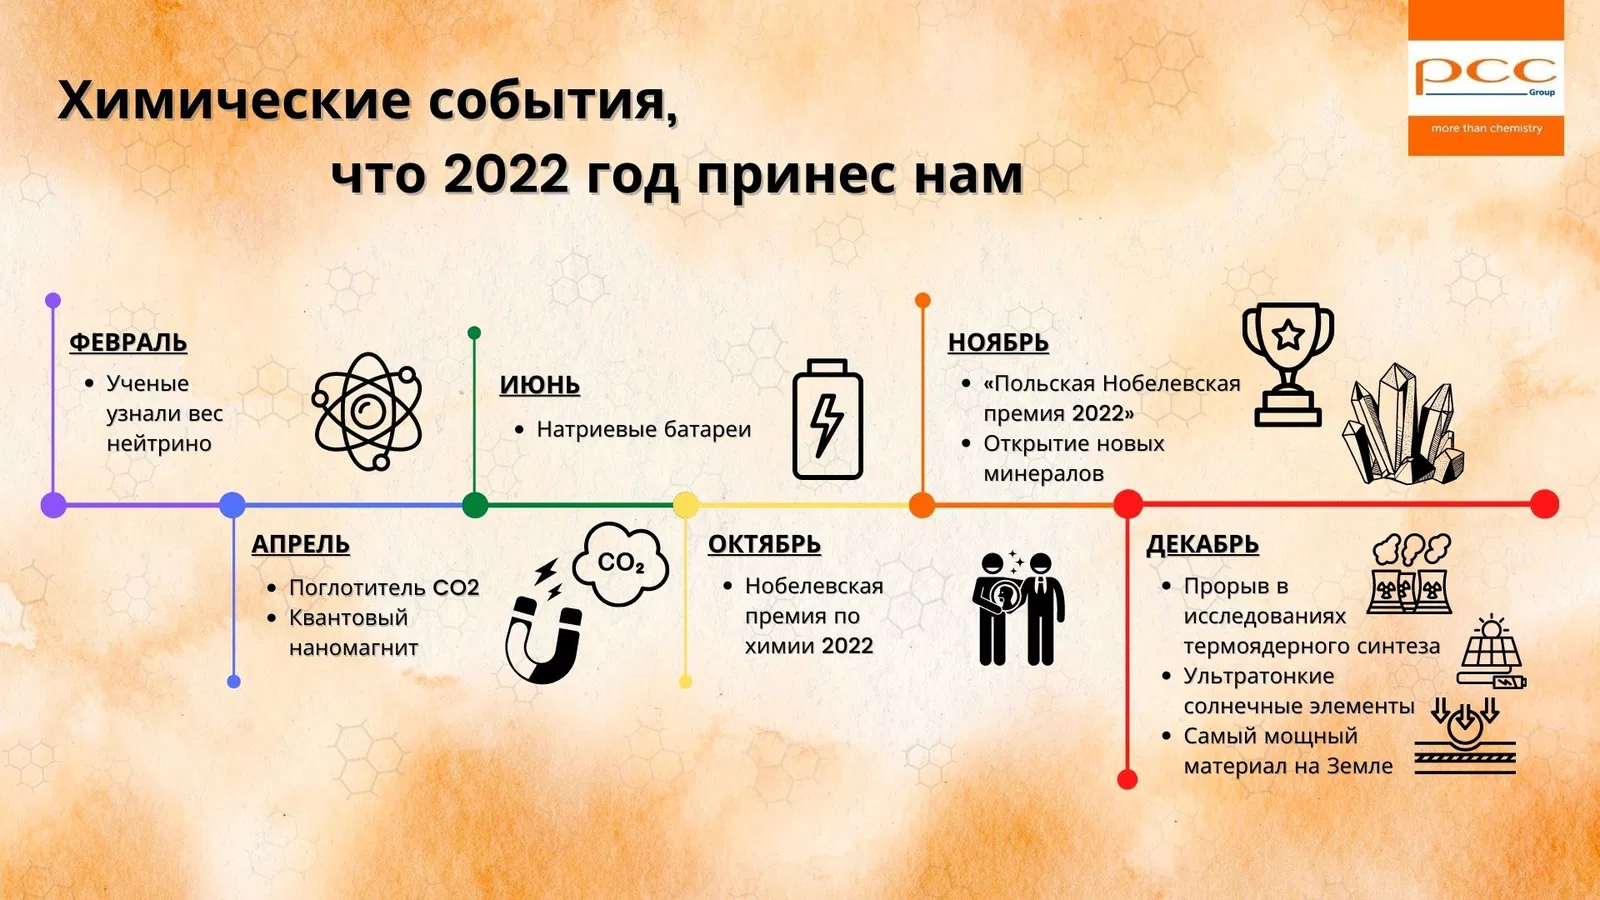 Химические события,
что 2022 год принес нам
pcc
Group
more than chemistry
ФЕВРАЛЬ
• Ученые
узнали вес
нейтрино
АПРЕЛЬ
• Поглотитель CO2
• Квантовый
наномагнит
CO₂
ИЮНЬ
• Натриевые батареи
ОКТЯБРЬ
• Нобелевская
премия по
химии 2022
НОЯБРЬ
• «Польская Нобелевская
премия 2022»
• Открытие новых
минералов
ДЕКАБРЬ
• Прорыв в
исследованиях
термоядерного синтеза
• Ультратонкие
солнечные элементы
• Самый мощный
материал на Земле